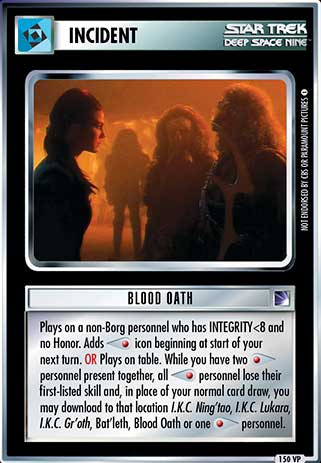 INCIDENT
STAR TREK
DEEP SPACE NINE
NOT ENDORSED BY CBS OR PARAMOUNT PICTURES
BLOOD OATH
Plays on a non-Borg personnel who has INTEGRITY<8 and
no Honor. Adds icon beginning at start of your
next turn. OR Plays on table. While you have two
personnel present together, all personnel lose their
first-listed skill and, in place of your normal card draw, you
may download to that location I.K.C. Ning'tao, I.K.C. Lukara,
I.K.C. Gr'oth, Bat'leth, Blood Oath or one personnel.
150 VP